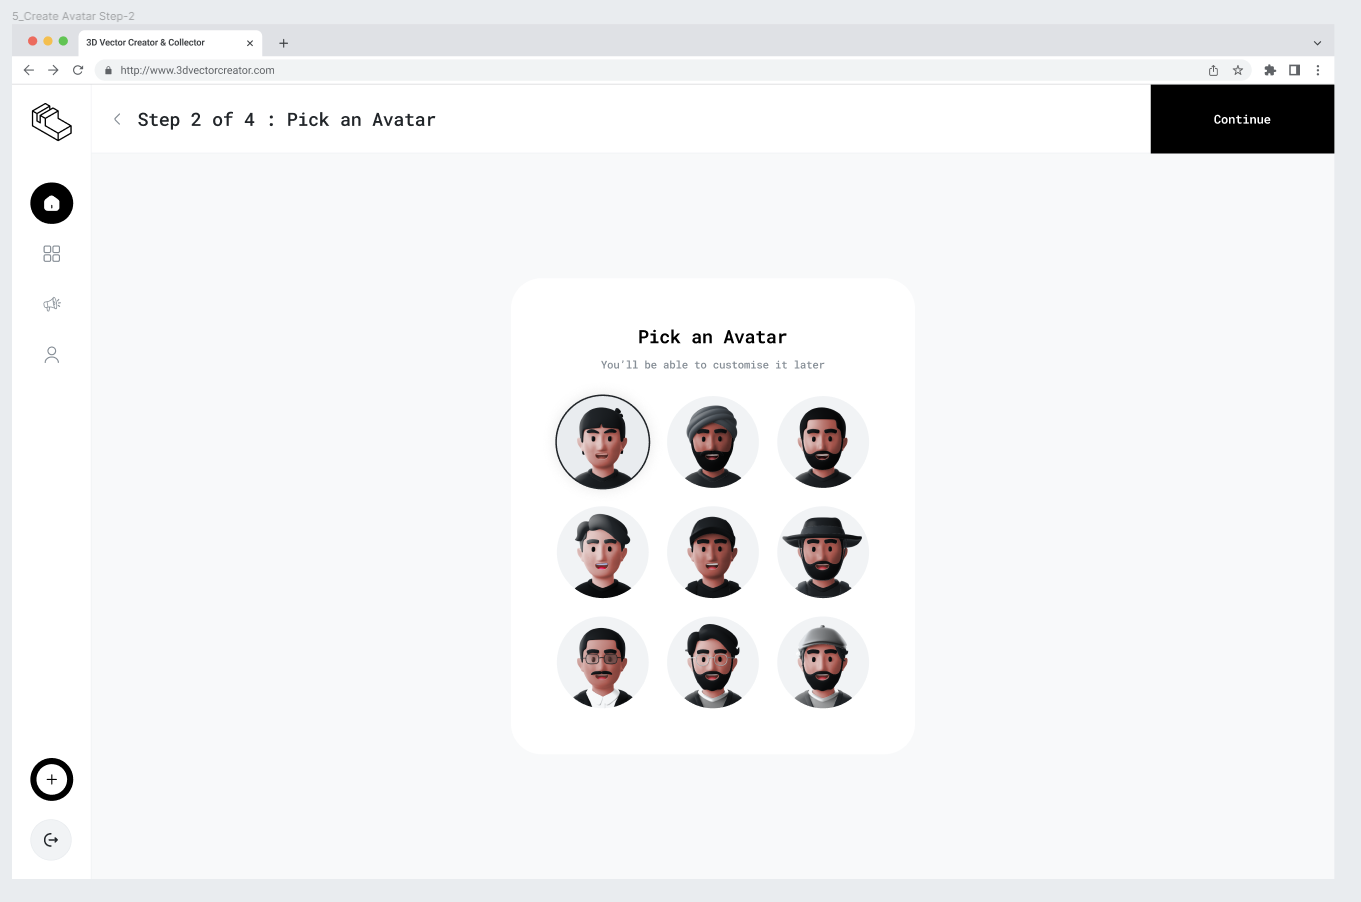 5_Create Avatar Step-2
3D Vector Creator & Collector
http://www.3dvectorcreator.com
Step 2 of 4 : Pick an Avatar
Continue
Pick an Avatar
You'll be able to customise it later